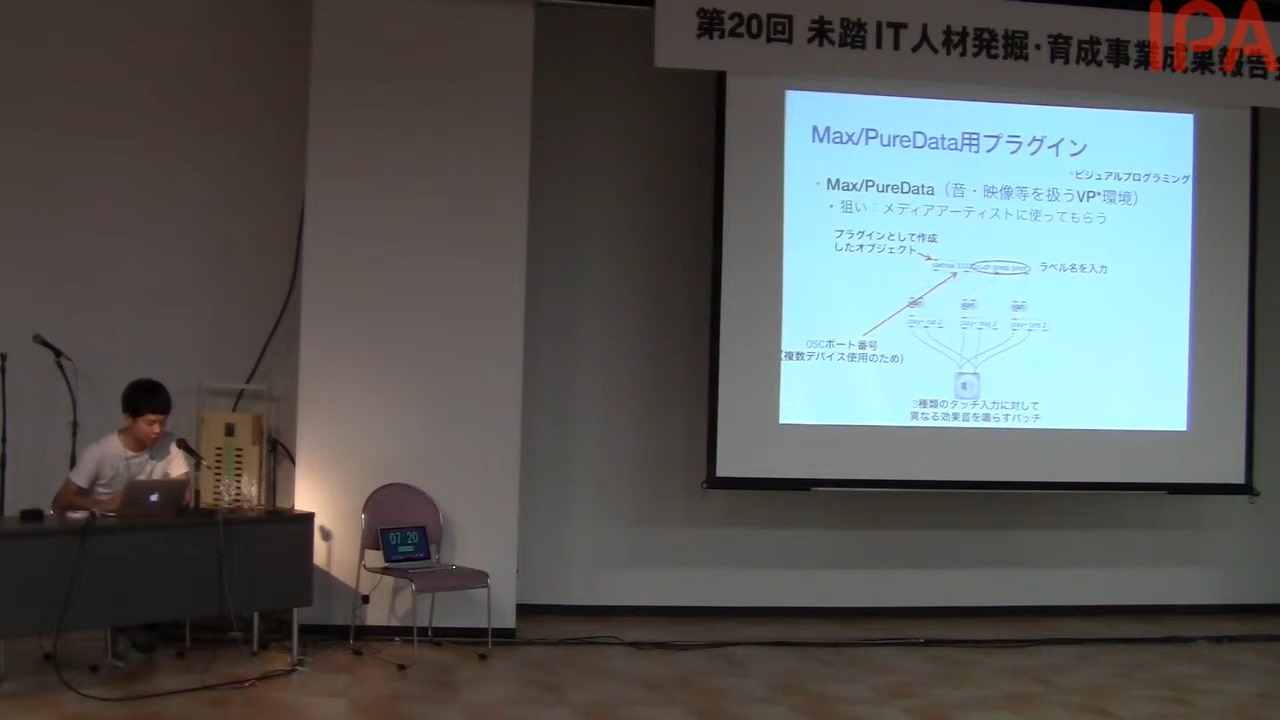 第20回 未踏IT人材発掘・育成事業成果報告
IPA
Max/PureData用プラグイン
*ビジュアルプログラミング
・Max/PureData（音・映像等を扱うVP*環境）
・狙い：メディアアーティストに使ってもらう
プラグインとして作成
したオブジェクト
ラベル名を入力
play~ cat 2
play~ dog 2
OSCポート番号
（複数デバイス使用のため）
3種類のタッチ入力に対して
異なる効果音を鳴らすパッチ
07:20